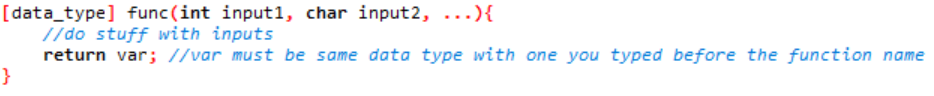 [data_type] func(int input1, char input2, ...){
//do stuff with inputs
return var; //var must be same data type with one you typed before the function name
}